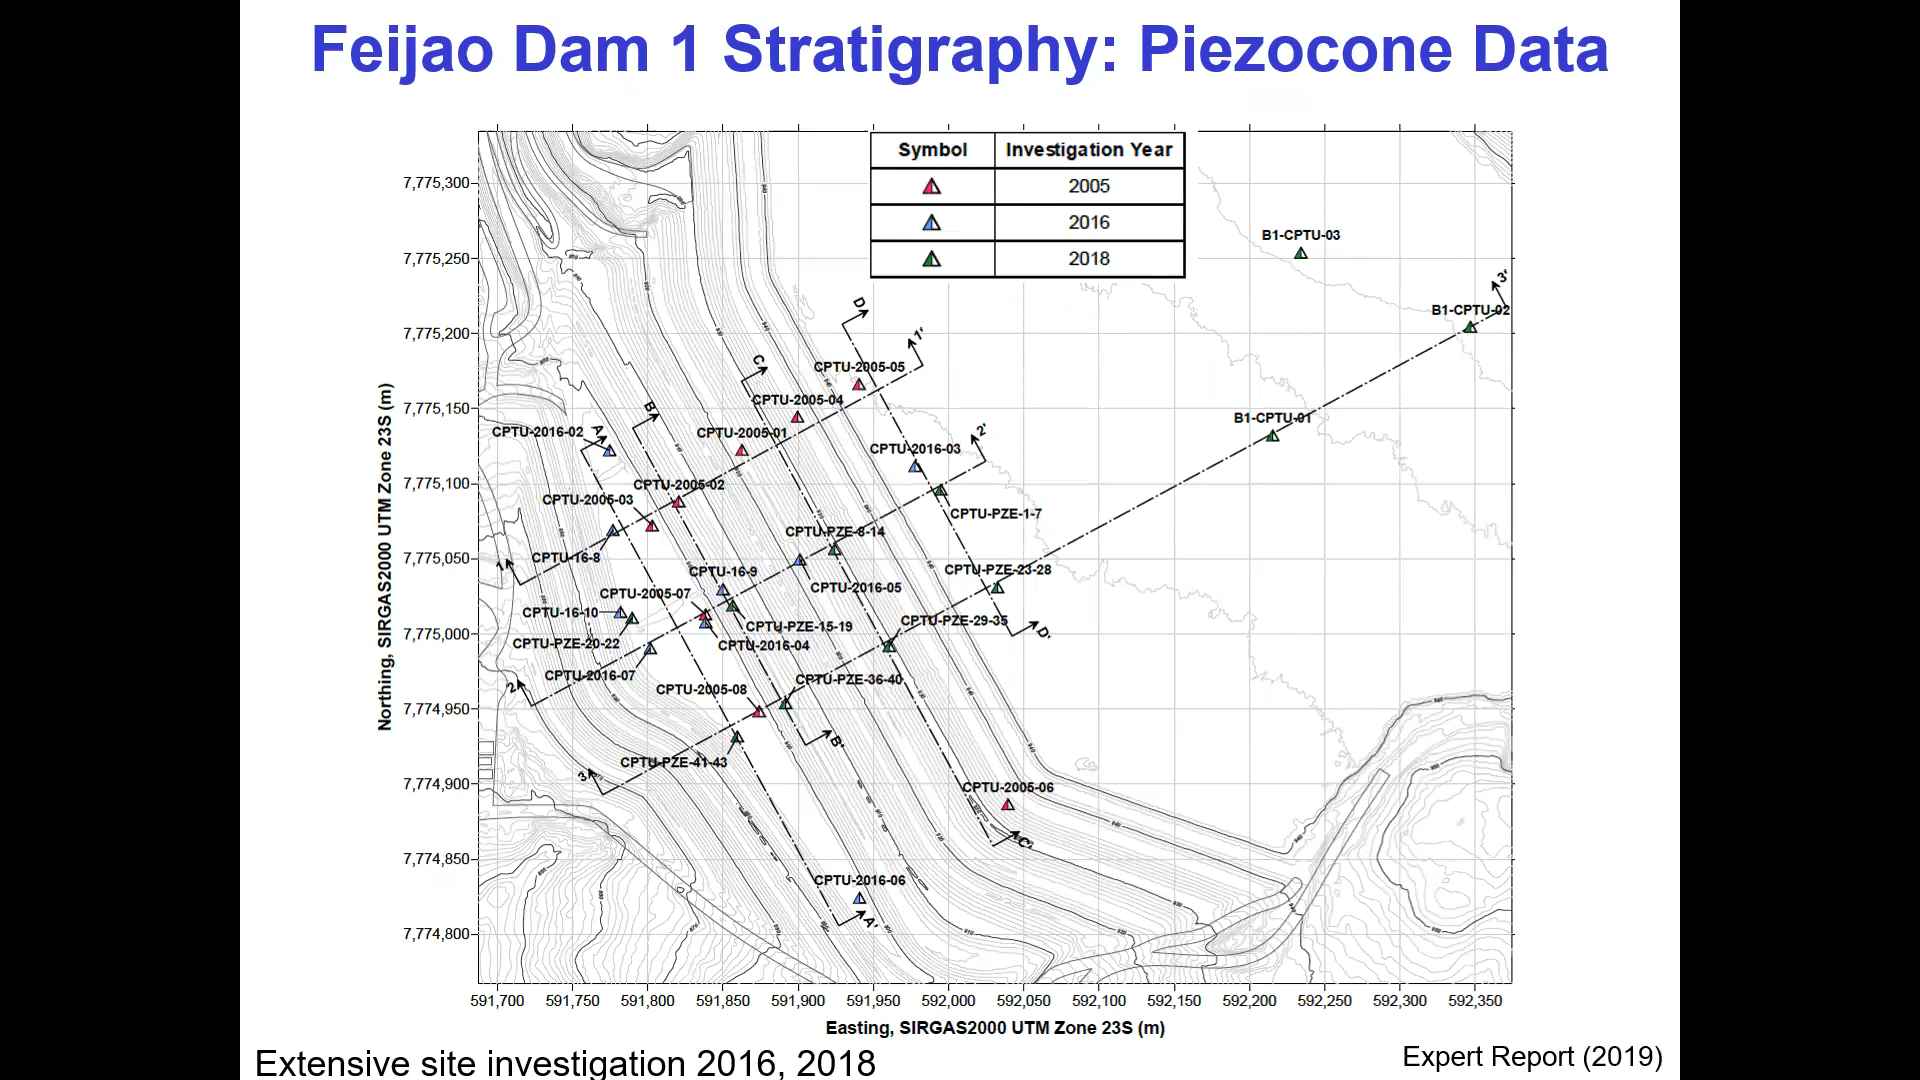 Feijao Dam 1 Stratigraphy: Piezocone Data
Symbol Investigation Year
2005
2016
2018
7,775,300
7,775,250
7,775,200
7,775,150
7,775,100
7,775,050
7,775,000
7,774,950
7,774,900
7,774,850
7,774,800
Northing, SIRGAS2000 UTM Zone 23S (m)
B1-CPTU-03
3'
B1-CPTU-02
D
1'
C
CPTU-2005-05
CPTU-2005-04
B
B1-CPTU-01
A
CPTU-2016-02
CPTU-2005-01
2'
CPTU-2016-03
CPTU-2005-02
CPTU-2005-03
CPTU-PZE-1-7
CPTU-PZE-8-14
CPTU-16-8
1
CPTU-16-9
CPTU-PZE-23-28
CPTU-2005-07
CPTU-2016-05
CPTU-16-10
CPTU-PZE-15-19
CPTU-PZE-29-35
D'
CPTU-PZE-20-22
CPTU-2016-04
CPTU-2016-07
CPTU-PZE-36-40
2
CPTU-2005-08
B'
CPTU-PZE-41-43
3
CPTU-2005-06
C'
CPTU-2016-06
A'
591,700 591,750 591,800 591,850 591,900 591,950 592,000 592,050 592,100 592,150 592,200 592,250 592,300 592,350
Easting, SIRGAS2000 UTM Zone 23S (m)
Extensive site investigation 2016, 2018
Expert Report (2019)